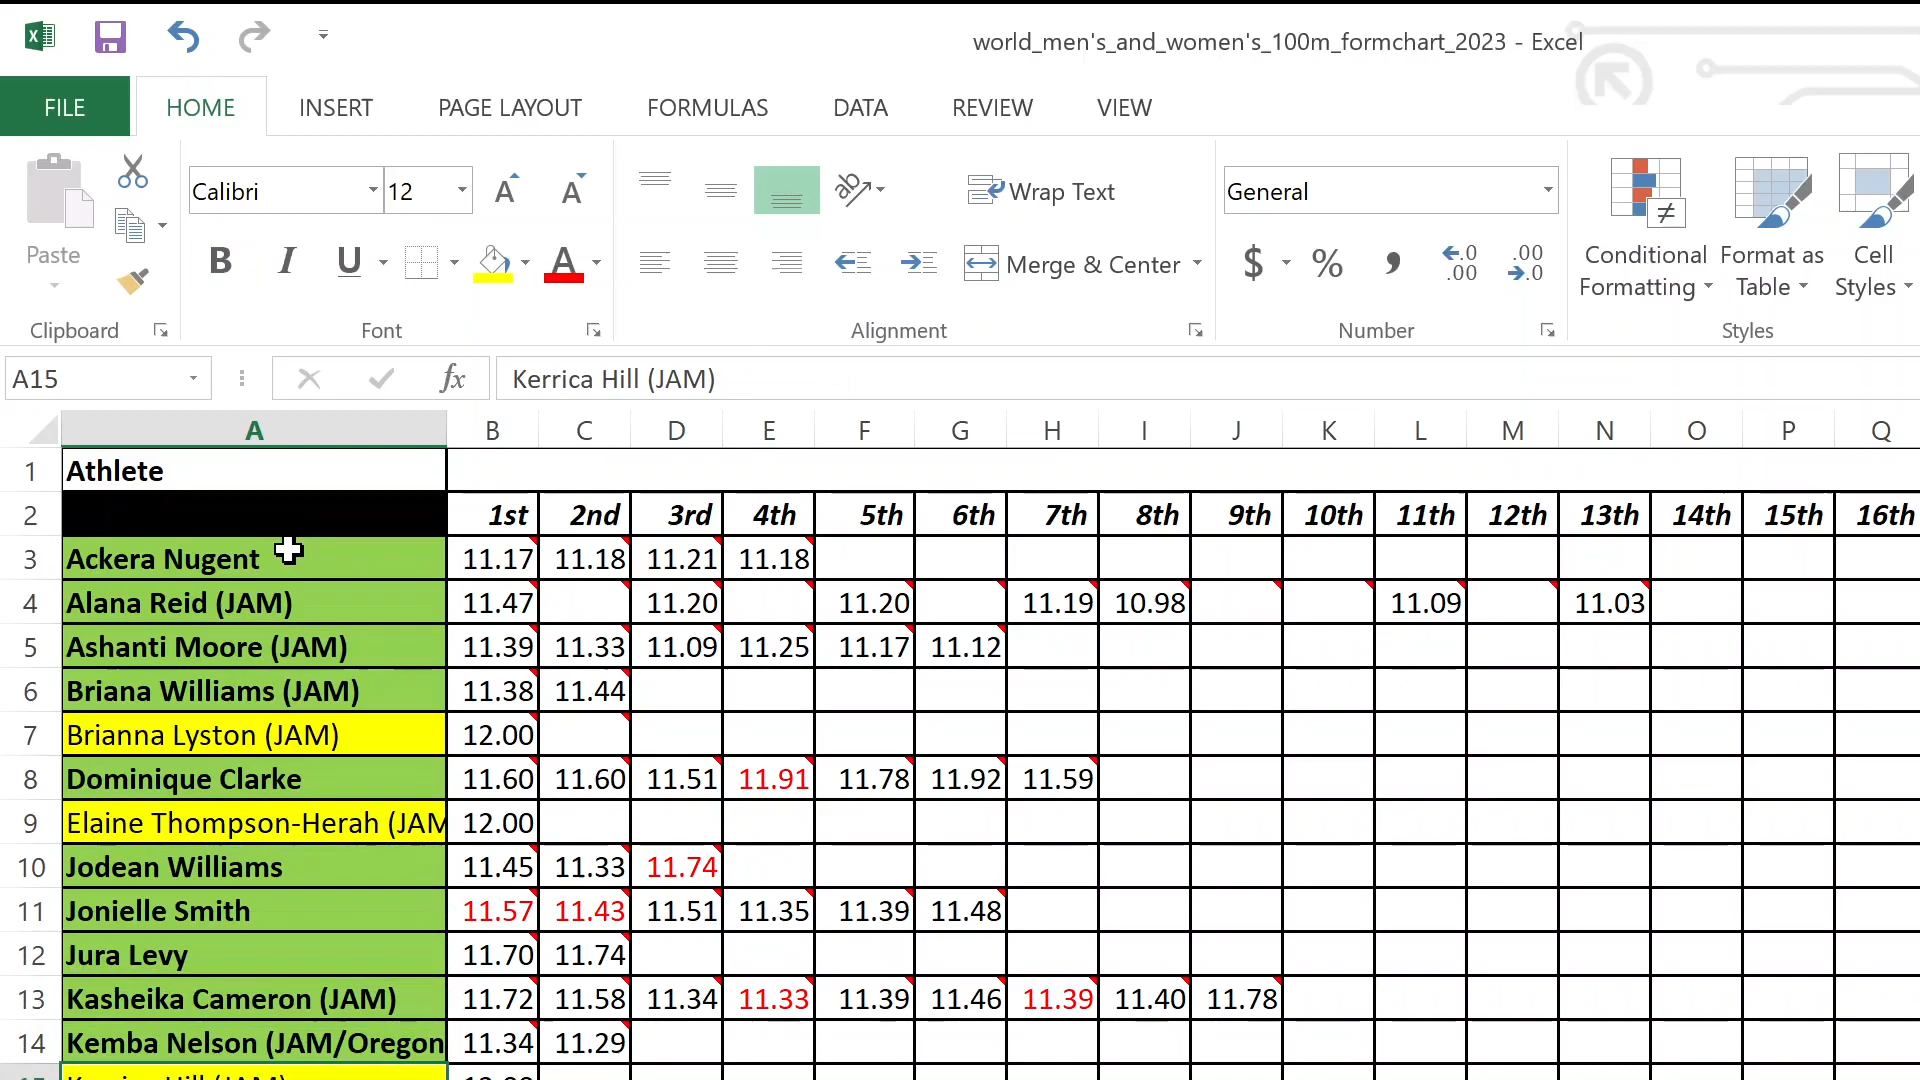 world_men's_and_women's_100m_formchart_2023 - Excel
FILE HOME INSERT PAGE LAYOUT FORMULAS DATA REVIEW VIEW
Paste
Calibri 12
Wrap Text
General
B I U A
Merge & Center
$ % ,
Conditional Formatting
Format as Table
Cell Styles
Clipboard Font Alignment Number Styles
A15 fx Kerrica Hill (JAM)
A B C D E F G H I J K L M N O P Q
1 Athlete
2 1st 2nd 3rd 4th 5th 6th 7th 8th 9th 10th 11th 12th 13th 14th 15th 16th
3 Ackera Nugent 11.17 11.18 11.21 11.18
4 Alana Reid (JAM) 11.47 11.20 11.20 11.19 10.98 11.09 11.03
5 Ashanti Moore (JAM) 11.39 11.33 11.09 11.25 11.17 11.12
6 Briana Williams (JAM) 11.38 11.44
7 Brianna Lyston (JAM) 12.00
8 Dominique Clarke 11.60 11.60 11.51 11.91 11.78 11.92 11.59
9 Elaine Thompson-Herah (JAM 12.00
10 Jodean Williams 11.45 11.33 11.74
11 Jonielle Smith 11.57 11.43 11.51 11.35 11.39 11.48
12 Jura Levy 11.70 11.74
13 Kasheika Cameron (JAM) 11.72 11.58 11.34 11.33 11.39 11.46 11.39 11.40 11.78
14 Kemba Nelson (JAM/Oregon 11.34 11.29